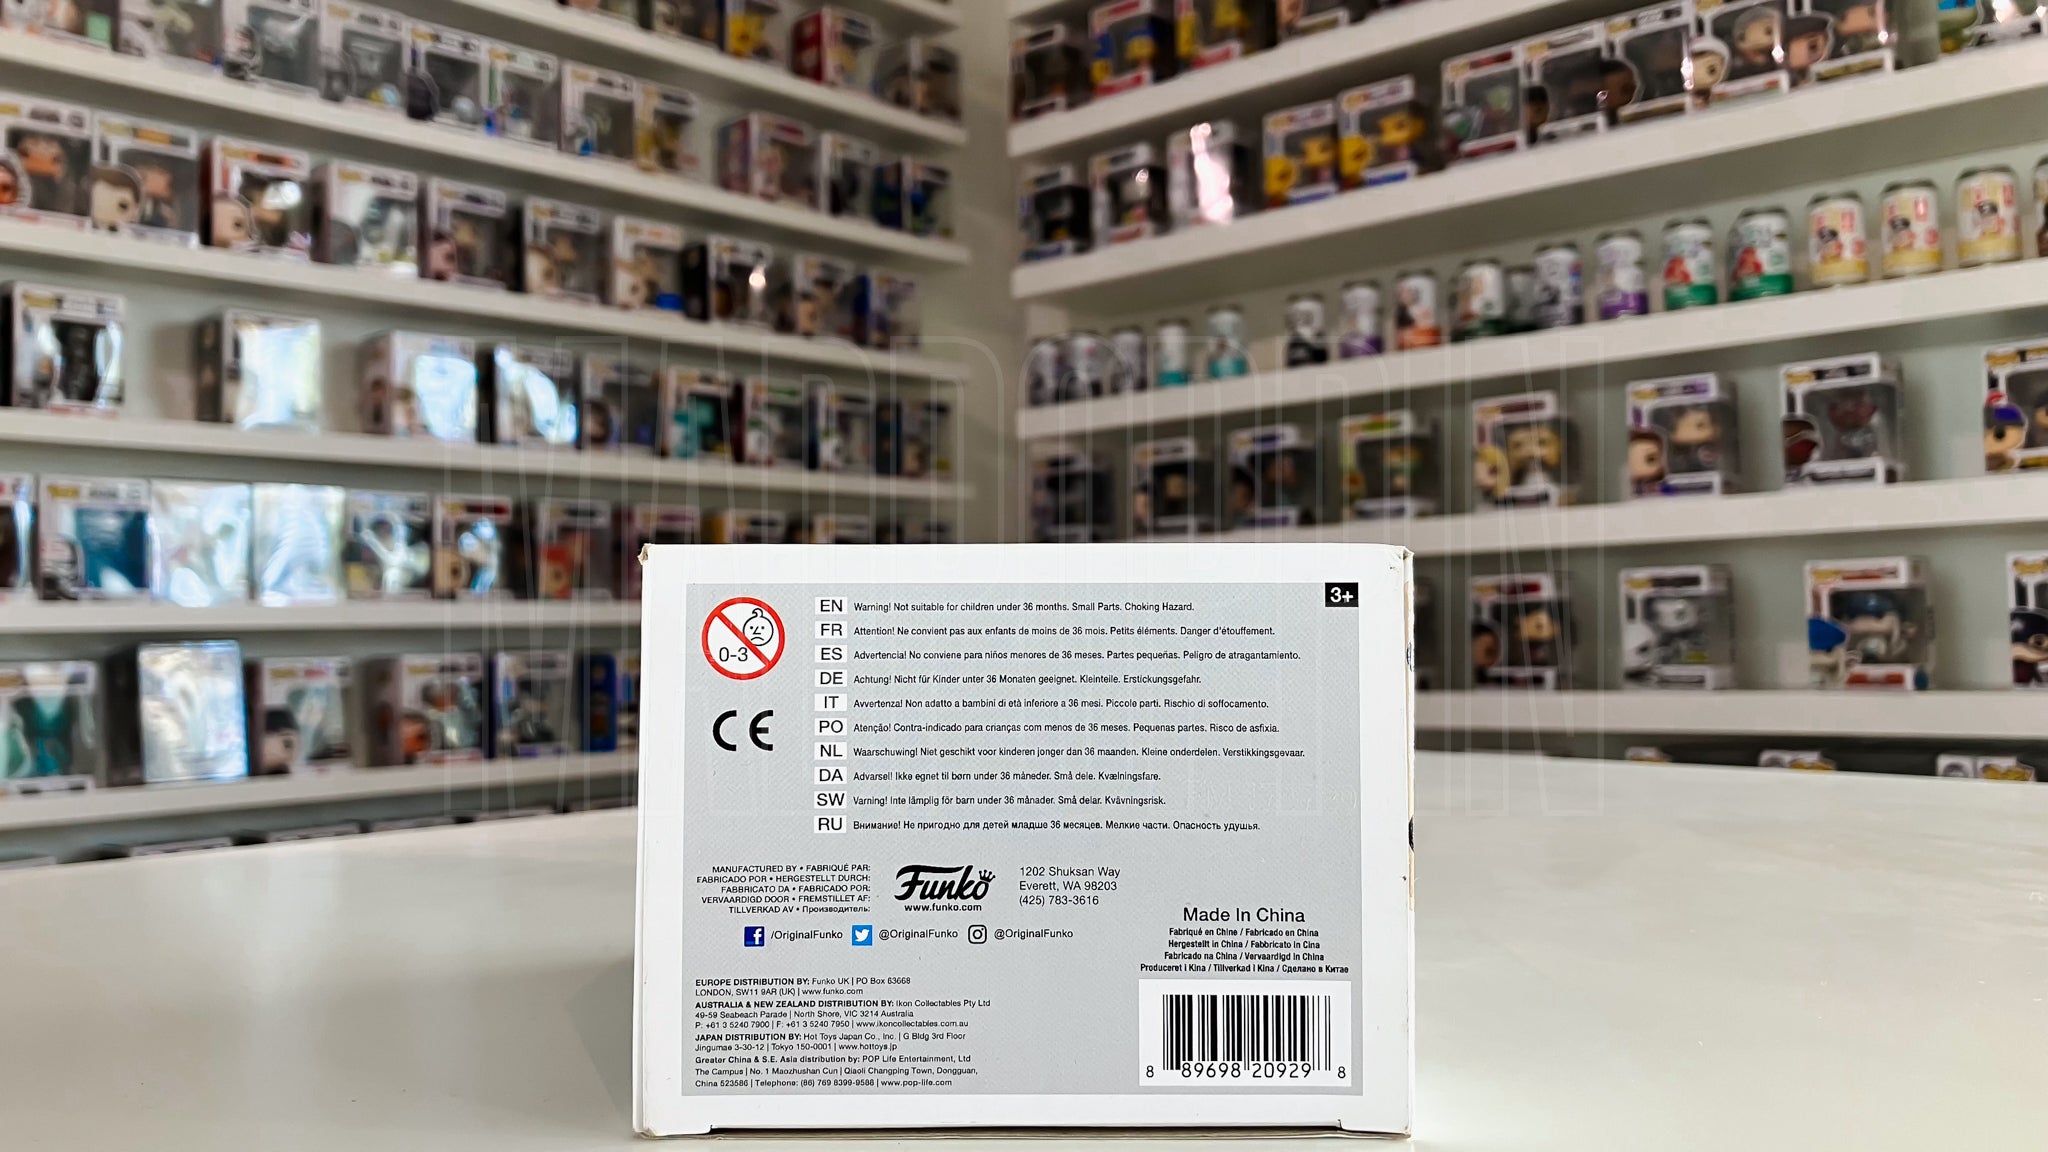 0-3
3+
EN Warning! Not suitable for children under 36 months. Small Parts. Choking Hazard.
FR Attention! Ne convient pas aux enfants de moins de 36 mois. Petits éléments. Danger d'étouffement.
ES Advertencia! No conviene para niños menores de 36 meses. Partes pequeñas. Peligro de atragantamiento.
DE Achtung! Nicht für Kinder unter 36 Monaten geeignet. Kleinteile. Erstickungsgefahr.
IT Avvertenza! Non adatto a bambini di età inferiore a 36 mesi. Piccole parti. Rischio di soffocamento.
PO Atenção! Contra-indicado para crianças com menos de 36 meses. Pequenas partes. Risco de asfixia.
NL Waarschuwing! Niet geschikt voor kinderen jonger dan 36 maanden. Kleine onderdelen. Verstikkingsgevaar.
DA Advarsel! Ikke egnet til børn under 36 måneder. Små dele. Kvælningsfare.
SW Varning! Inte lämplig för barn under 36 månader. Små delar. Kvävningsrisk.
RU Внимание! Не пригодно для детей младше 36 месяцев. Мелкие части. Опасность удушья.
CE
MANUFACTURED BY • FABRIQUÉ PAR:
FABRICADO POR • HERGESTELLT DURCH:
FABBRICATO DA • FABRICADO POR:
VERVAARDIGD DOOR • FREMSTILLET AF:
TILLVERKAD AV • Производитель:
Funko
www.funko.com
1202 Shuksan Way
Everett, WA 98203
(425) 783-3616
/OriginalFunko @OriginalFunko @OriginalFunko
Made In China
Fabriqué en Chine / Fabricado en China
Hergestellt in China / Fabbricato in Cina
Fabricado na China / Vervaardigd in China
Produceret i Kina / Tillverkad i Kina / Сделано в Китае
EUROPE DISTRIBUTION BY: Funko UK | PO Box 63668
LONDON, SW11 9AR (UK) | www.funko.com
AUSTRALIA & NEW ZEALAND DISTRIBUTION BY: Ikon Collectables Pty Ltd
49-59 Seabeach Parade | North Shore, VIC 3214 Australia
P: +61 3 5240 7900 | F: +61 3 5240 7950 | www.ikoncollectables.com.au
JAPAN DISTRIBUTION BY: Hot Toys Japan Co., Inc. | G Bldg 3rd Floor
Jingumae 3-30-12 | Tokyo 150-0001 | www.hottoys.jp
Greater China & S.E. Asia distribution by: POP Life Entertainment, Ltd
The Campus | No. 1 Maozhushan Cun | Qiaoli Changping Town, Dongguan,
China 523586 | Telephone: (86) 769 8399-9588 | www.pop-life.com
8 89698 20929 8